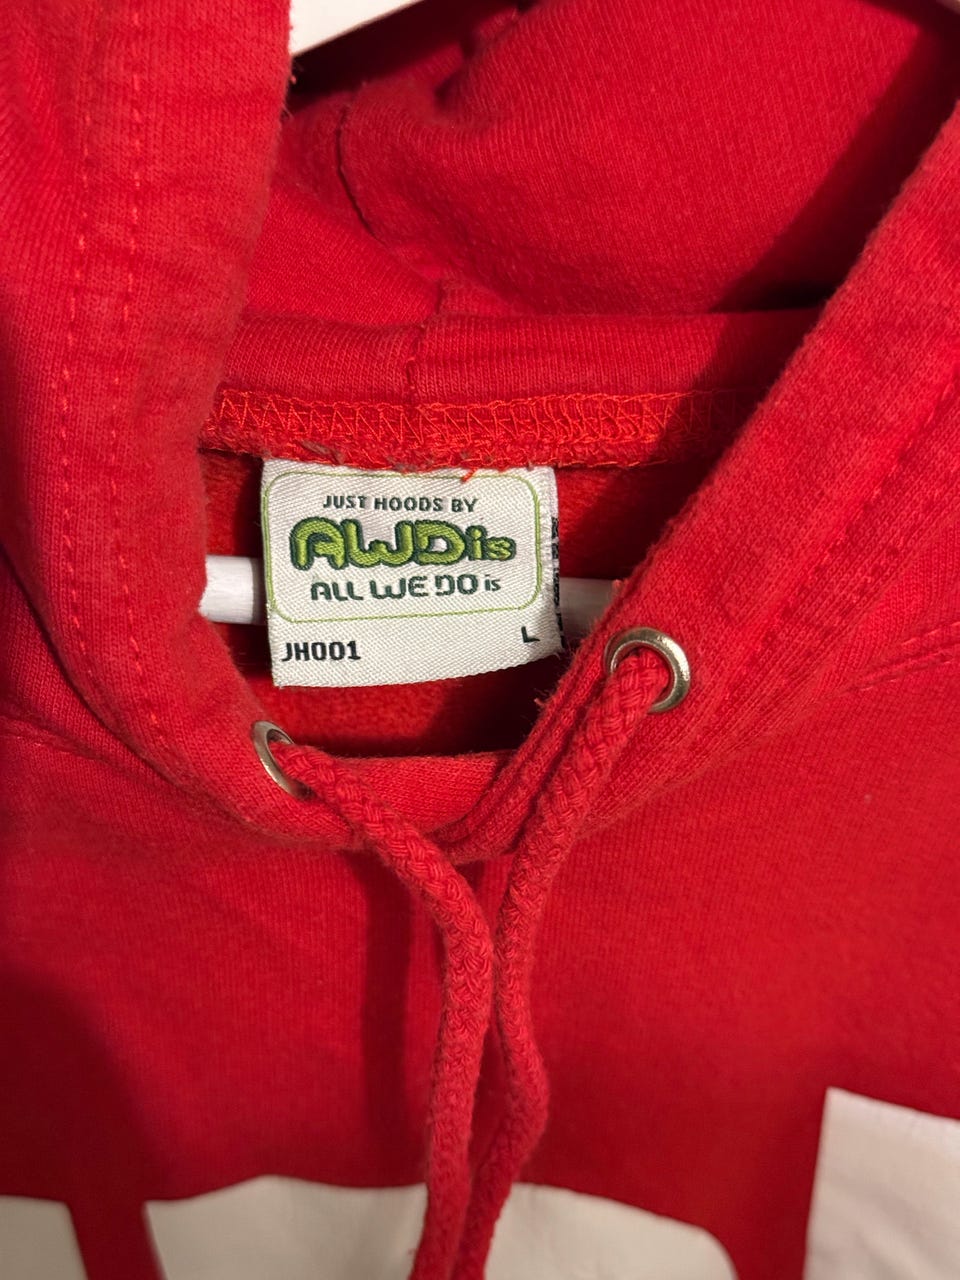 JUST HOODS BY
AWDis
ALL WE DO is
JH001
L